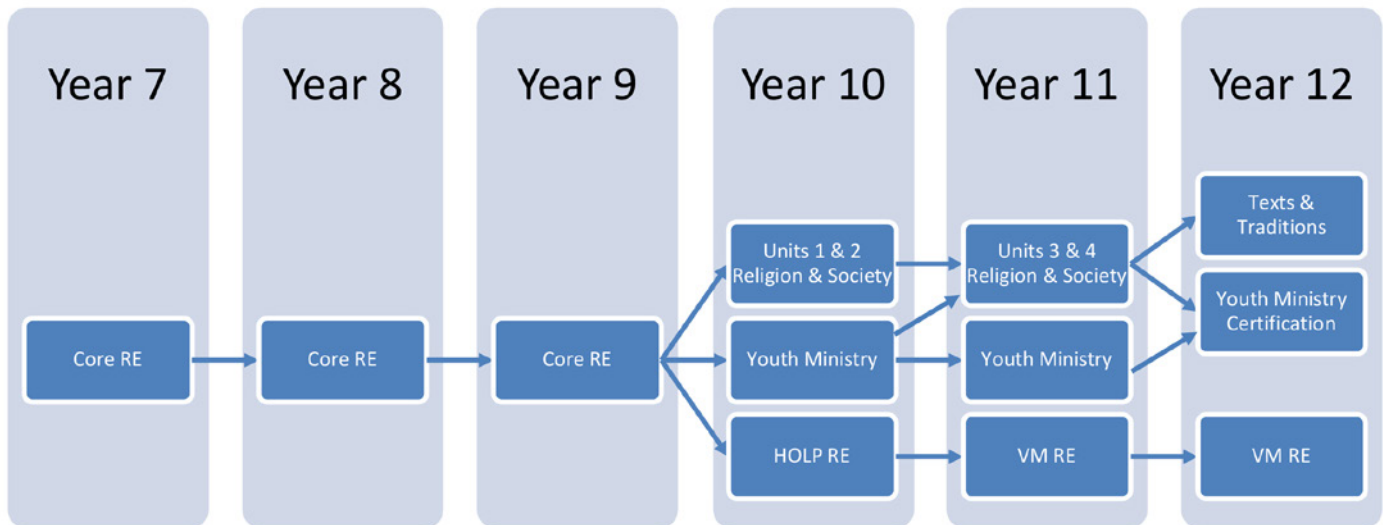 Year 7
Year 8
Year 9
Year 10
Year 11
Year 12
Core RE
Core RE
Core RE
Units 1 & 2
Religion & Society
Youth Ministry
HOLP RE
Units 3 & 4
Religion & Society
Youth Ministry
VM RE
Texts &
Traditions
Youth Ministry
Certification
VM RE